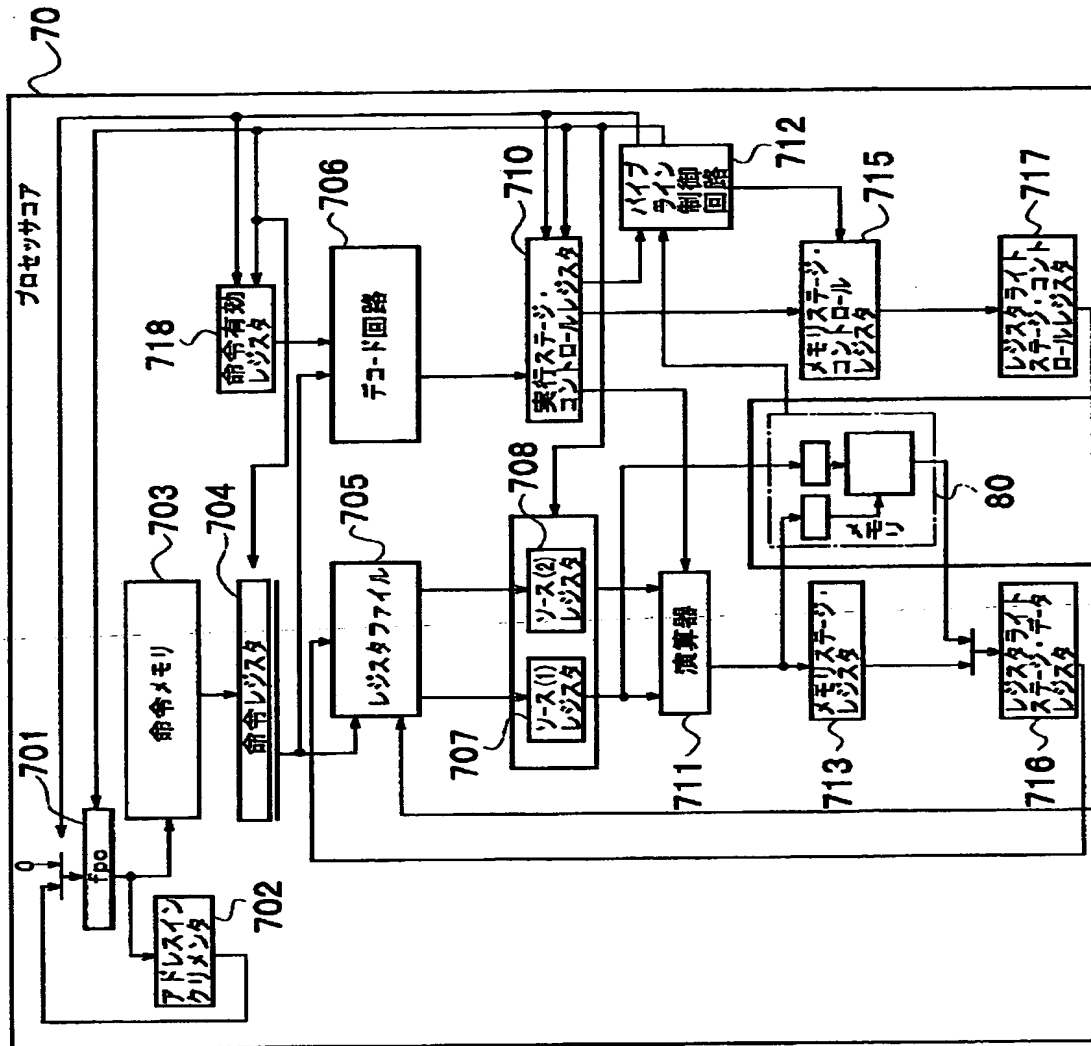 プロセッサコア
70
0
701
fpc
アドレスイン
クリメンタ
702
命令メモリ
703
命令レジスタ
704
718
命令有効
レジスタ
デコード回路
706
レジスタファイル
705
707
ソース(1)
レジスタ
ソース(2)
レジスタ
708
実行ステージ・
コントロールレジスタ
710
パイプ
ライン
制御
回路
712
演算器
711
メモリ
80
メモリステージ・
レジスタ
713
メモリステージ・
コントロール
レジスタ
715
レジスタライト
ステージ・データ
レジスタ
716
レジスタライト
ステージ・コント
ロールレジスタ
717